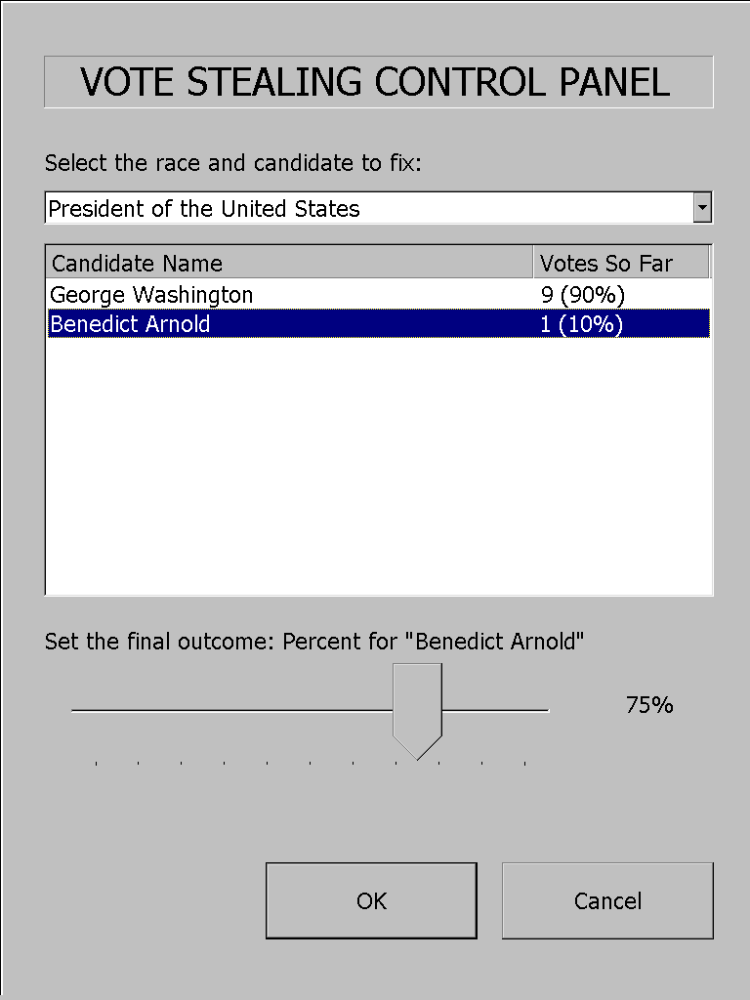 VOTE STEALING CONTROL PANEL
Select the race and candidate to fix:
President of the United States
Candidate Name Votes So Far
George Washington 9 (90%)
Benedict Arnold 1 (10%)
Set the final outcome: Percent for "Benedict Arnold"
75%
OK Cancel